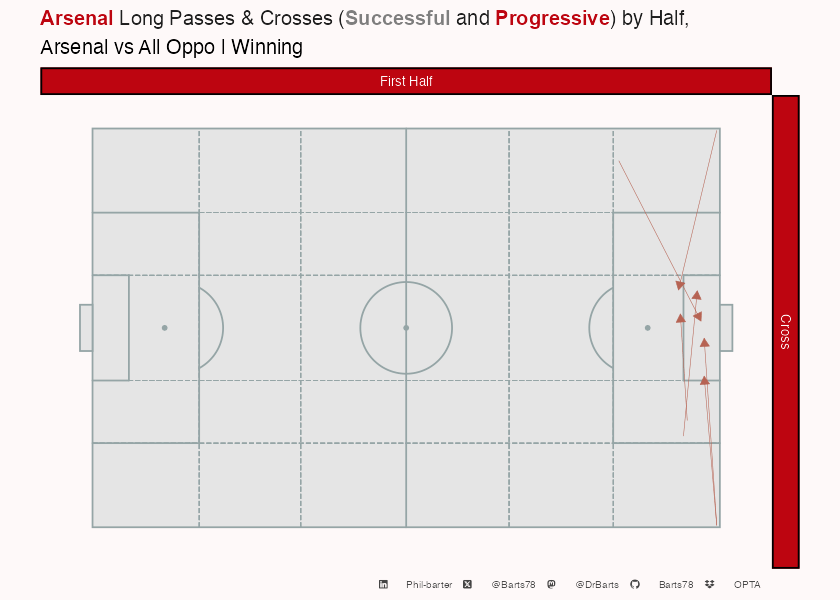 Arsenal Long Passes & Crosses (Successful and Progressive) by Half,
Arsenal vs All Oppo I Winning
First Half
Cross
Phil-barter @Barts78 @DrBarts Barts78 OPTA